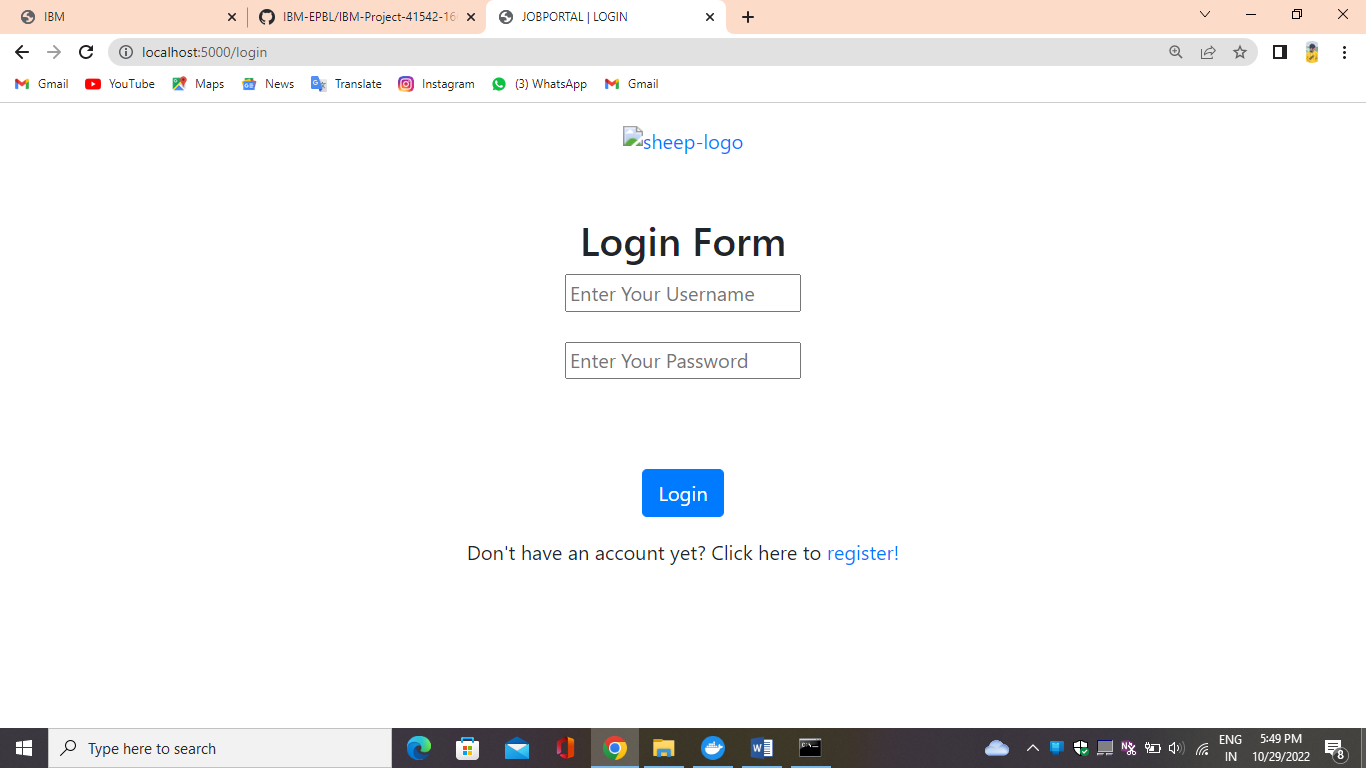 IBM
IBM-EPBL/IBM-Project-41542-16
JOBPORTAL | LOGIN
localhost:5000/login
Gmail
YouTube
Maps
News
Translate
Instagram
(3) WhatsApp
Gmail
sheep-logo
Login Form
Enter Your Username
Enter Your Password
Login
Don't have an account yet? Click here to register!
Type here to search
ENG
IN
5:49 PM
10/29/2022
8